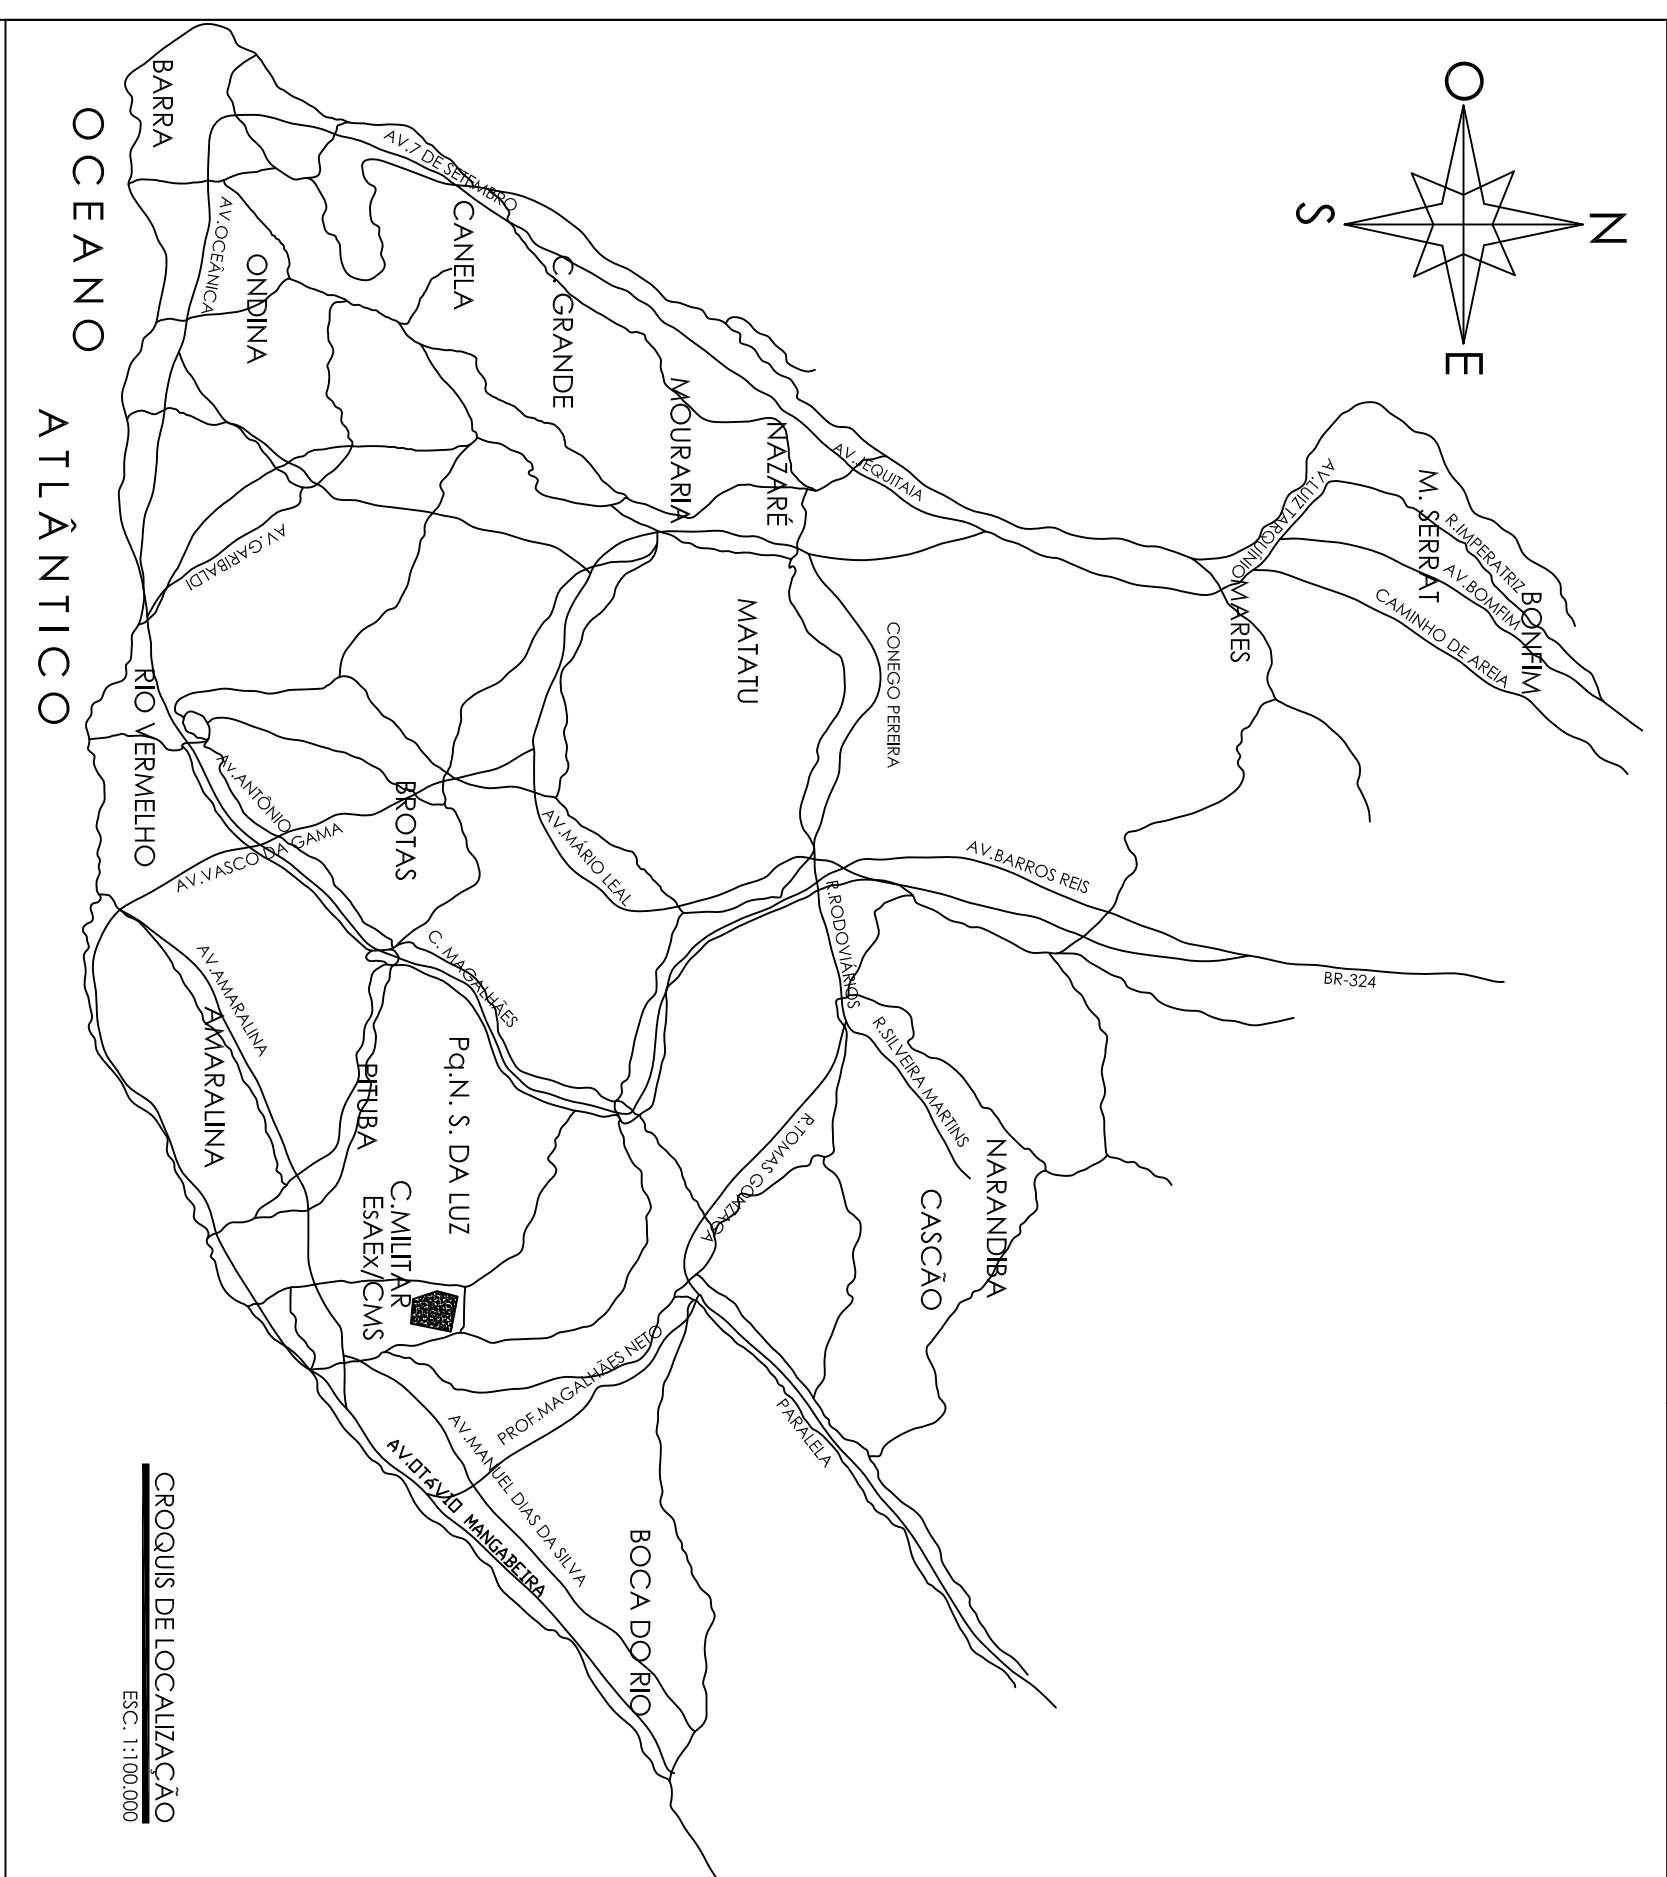 N
O
E
S
BONFIM
R.IMPERATRIZ
AV.BOMFIM
CAMINHO DE AREIA
M. SERRAT
AV.LUIZ TARQUINIO
MARES
AV.JEQUITAIA
NAZARÉ
MOURARIA
C. GRANDE
AV.7 DE SETEMBRO
CANELA
ONDINA
AV.OCEÂNICA
BARRA
OCEANO
ATLÂNTICO
CONEGO PEREIRA
MATATU
AV.GARIBALDI
RIO VERMELHO
AV.ANTÔNIO
AV.VASCO DA GAMA
BROTAS
AV.MÁRIO LEAL
AV.BARROS REIS
BR-324
R.RODOVIÁRIOS
R.SILVEIRA MARTINS
NARANDIBA
CASCÃO
R.TOMAS GONZAGA
C. MAGALHÃES
Pq.N. S. DA LUZ
PITUBA
AV.AMARALINA
AMARALINA
C.MILITAR
EsAEx/CMS
PROF.MAGALHÃES NETO
PARALELA
AV.MANUEL DIAS DA SILVA
AV.OTÁVIO MANGABEIRA
BOCA DO RIO
CROQUIS DE LOCALIZAÇÃO
ESC. 1:100.000